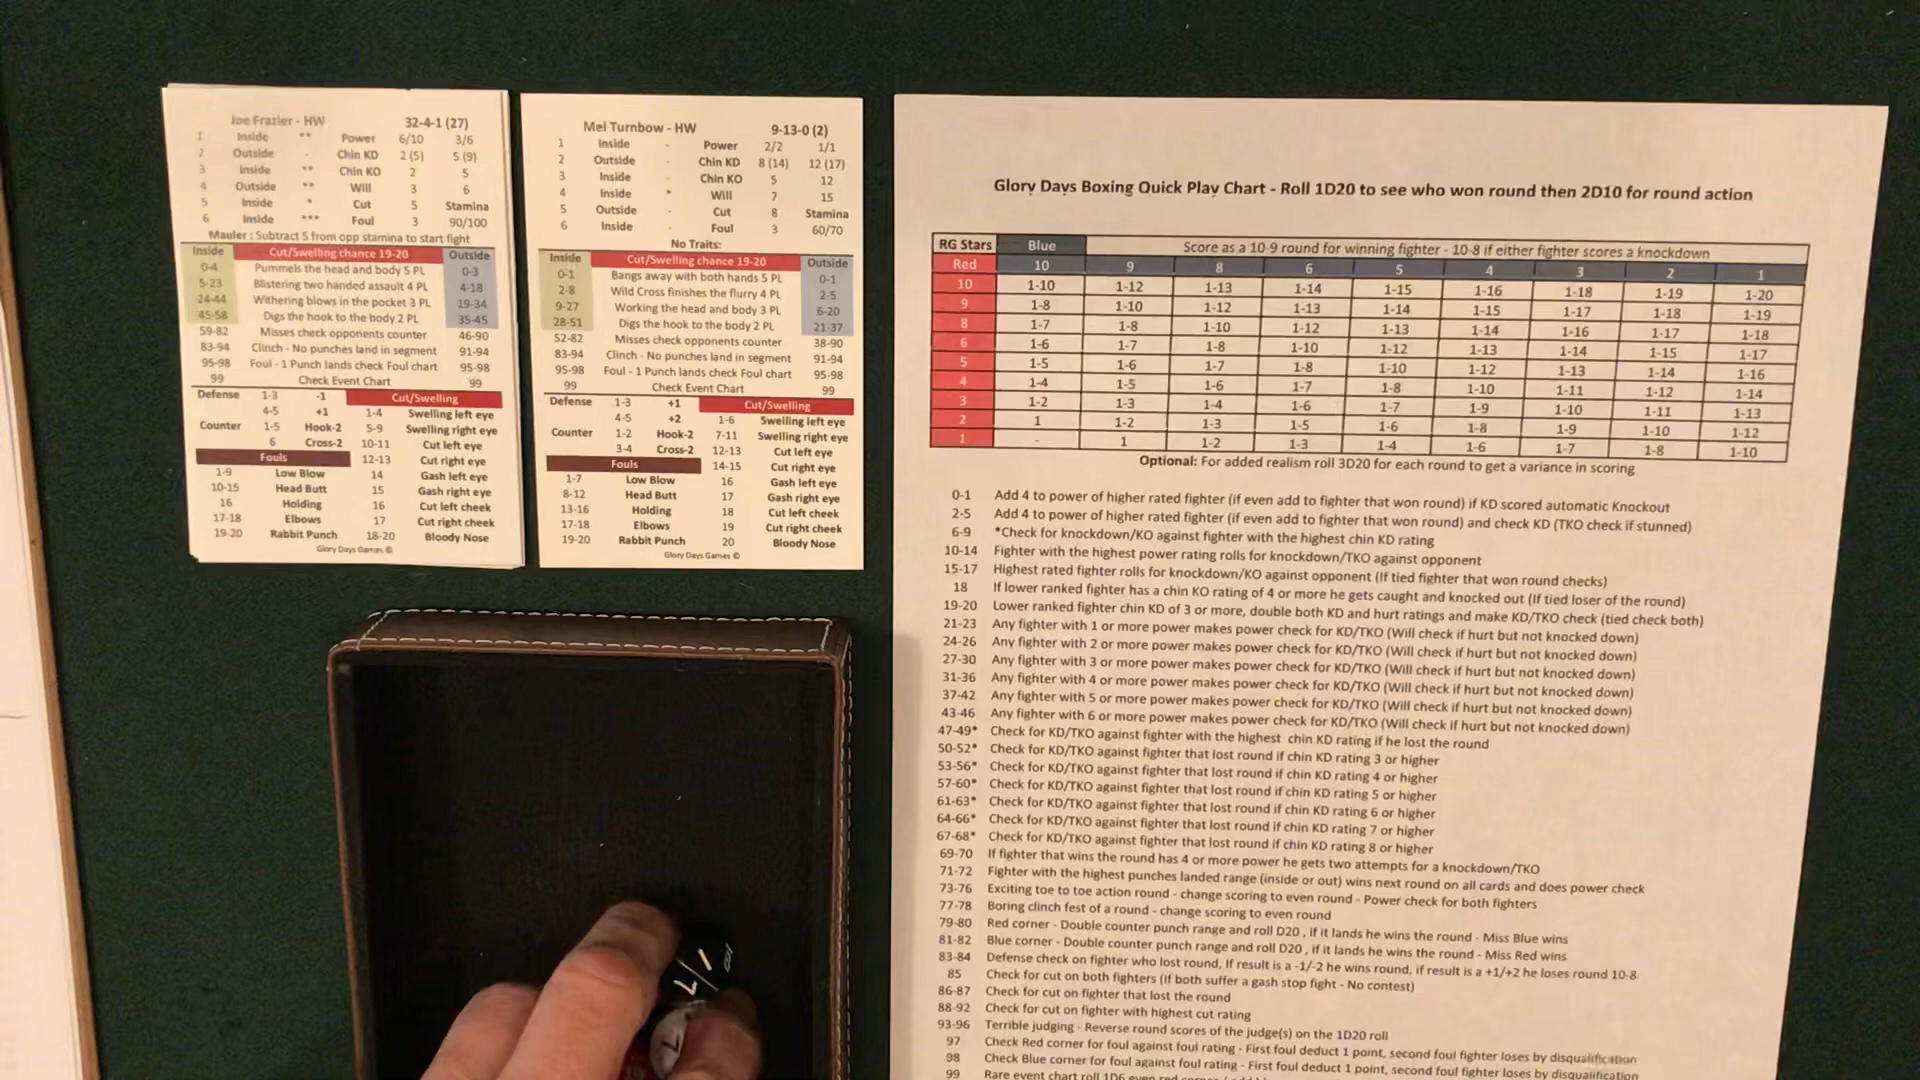 Joe Frazier - HW 32-4-1 (27)
1 Inside ** Power 6/10 3/6
2 Outside - Chin KD 2 (5) 5 (9)
3 Inside ** Chin KO 2 5
4 Outside ** Will 3 6
5 Inside * Cut 5 Stamina
6 Inside *** Foul 3 90/100
Mauler : Subtract 5 from opp stamina to start fight
Inside Cut/Swelling chance 19-20 Outside
0-4 Pummels the head and body 5 PL 0-3
5-23 Blistering two handed assault 4 PL 4-18
24-44 Withering blows in the pocket 3 PL 19-34
45-58 Digs the hook to the body 2 PL 35-45
59-82 Misses check opponents counter 46-90
83-94 Clinch - No punches land in segment 91-94
95-98 Foul - 1 Punch lands check Foul chart 95-98
99 Check Event Chart 99
Defense 1-3 -1 Cut/Swelling
4-5 +1 1-4 Swelling left eye
Counter 1-5 Hook-2 5-9 Swelling right eye
6 Cross-2 10-11 Cut left eye
Fouls 12-13 Cut right eye
1-9 Low Blow 14 Gash left eye
10-15 Head Butt 15 Gash right eye
16 Holding 16 Cut left cheek
17-18 Elbows 17 Cut right cheek
19-20 Rabbit Punch 18-20 Bloody Nose
Glory Days Games ©
Mel Turnbow - HW 9-13-0 (2)
1 Inside - Power 2/2 1/1
2 Outside - Chin KD 8 (14) 12 (17)
3 Inside - Chin KO 5 12
4 Inside * Will 7 15
5 Outside - Cut 8 Stamina
6 Inside - Foul 3 60/70
No Traits:
Inside Cut/Swelling chance 19-20 Outside
0-1 Bangs away with both hands 5 PL 0-1
2-8 Wild Cross finishes the flurry 4 PL 2-5
9-27 Working the head and body 3 PL 6-20
28-51 Digs the hook to the body 2 PL 21-37
52-82 Misses check opponents counter 38-90
83-94 Clinch - No punches land in segment 91-94
95-98 Foul - 1 Punch lands check Foul chart 95-98
99 Check Event Chart 99
Defense 1-3 +1 Cut/Swelling
4-5 +2 1-6 Swelling left eye
Counter 1-2 Hook-2 7-11 Swelling right eye
3-4 Cross-2 12-13 Cut left eye
Fouls 14-15 Cut right eye
1-7 Low Blow 16 Gash left eye
8-12 Head Butt 17 Gash right eye
13-16 Holding 18 Cut left cheek
17-18 Elbows 19 Cut right cheek
19-20 Rabbit Punch 20 Bloody Nose
Glory Days Games ©
Glory Days Boxing Quick Play Chart - Roll 1D20 to see who won round then 2D10 for round action
RG Stars Blue Score as a 10-9 round for winning fighter - 10-8 if either fighter scores a knockdown
Red 10 9 8 6 5 4 3 2 1
10 1-10 1-12 1-13 1-14 1-15 1-16 1-18 1-19 1-20
9 1-8 1-10 1-12 1-13 1-14 1-15 1-17 1-18 1-19
8 1-7 1-8 1-10 1-12 1-13 1-14 1-16 1-17 1-18
6 1-6 1-7 1-8 1-10 1-12 1-13 1-14 1-15 1-17
5 1-5 1-6 1-7 1-8 1-10 1-12 1-13 1-14 1-16
4 1-4 1-5 1-6 1-7 1-8 1-10 1-11 1-12 1-14
3 1-2 1-3 1-4 1-6 1-7 1-9 1-10 1-11 1-13
2 1 1-2 1-3 1-5 1-6 1-8 1-9 1-10 1-12
1 - 1 1-2 1-3 1-4 1-6 1-7 1-8 1-10
Optional: For added realism roll 3D20 for each round to get a variance in scoring
0-1 Add 4 to power of higher rated fighter (if even add to fighter that won round) if KD scored automatic Knockout
2-5 Add 4 to power of higher rated fighter (if even add to fighter that won round) and check KD (TKO check if stunned)
6-9 *Check for knockdown/KO against fighter with the highest chin KD rating
10-14 Fighter with the highest power rating rolls for knockdown/TKO against opponent
15-17 Highest rated fighter rolls for knockdown/KO against opponent (If tied fighter that won round checks)
18 If lower ranked fighter has a chin KO rating of 4 or more he gets caught and knocked out (If tied loser of the round)
19-20 Lower ranked fighter chin KD of 3 or more, double both KD and hurt ratings and make KD/TKO check (tied check both)
21-23 Any fighter with 1 or more power makes power check for KD/TKO (Will check if hurt but not knocked down)
24-26 Any fighter with 2 or more power makes power check for KD/TKO (Will check if hurt but not knocked down)
27-30 Any fighter with 3 or more power makes power check for KD/TKO (Will check if hurt but not knocked down)
31-36 Any fighter with 4 or more power makes power check for KD/TKO (Will check if hurt but not knocked down)
37-42 Any fighter with 5 or more power makes power check for KD/TKO (Will check if hurt but not knocked down)
43-46 Any fighter with 6 or more power makes power check for KD/TKO (Will check if hurt but not knocked down)
47-49* Check for KD/TKO against fighter with the highest chin KD rating if he lost the round
50-52* Check for KD/TKO against fighter that lost round if chin KD rating 3 or higher
53-56* Check for KD/TKO against fighter that lost round if chin KD rating 4 or higher
57-60* Check for KD/TKO against fighter that lost round if chin KD rating 5 or higher
61-63* Check for KD/TKO against fighter that lost round if chin KD rating 6 or higher
64-66* Check for KD/TKO against fighter that lost round if chin KD rating 7 or higher
67-68* Check for KD/TKO against fighter that lost round if chin KD rating 8 or higher
69-70 If fighter that wins the round has 4 or more power he gets two attempts for a knockdown/TKO
71-72 Fighter with the highest punches landed range (inside or out) wins next round on all cards and does power check
73-76 Exciting toe to toe action round - change scoring to even round - Power check for both fighters
77-78 Boring clinch fest of a round - change scoring to even round
79-80 Red corner - Double counter punch range and roll D20 , if it lands he wins the round - Miss Blue wins
81-82 Blue corner - Double counter punch range and roll D20 , if it lands he wins the round - Miss Red wins
83-84 Defense check on fighter who lost round, If result is a -1/-2 he wins round, if result is a +1/+2 he loses round 10-8
85 Check for cut on both fighters (If both suffer a gash stop fight - No contest)
86-87 Check for cut on fighter that lost the round
88-92 Check for cut on fighter with highest cut rating
93-96 Terrible judging - Reverse round scores of the judge(s) on the 1D20 roll
97 Check Red corner for foul against foul rating - First foul deduct 1 point, second foul fighter loses by disqualification
98 Check Blue corner for foul against foul rating - First foul deduct 1 point, second foul fighter loses by disqualification
99 Rare event chart roll 1D6 even red